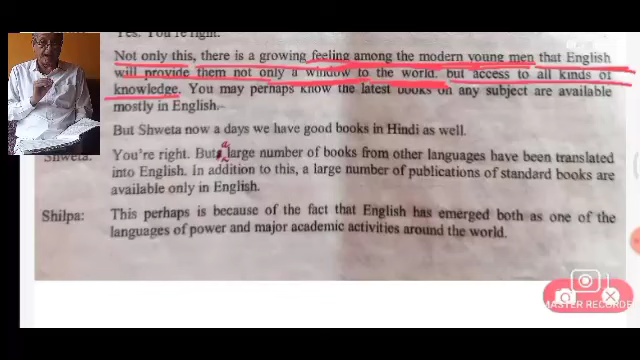 Yes. You're right.
Not only this, there is a growing feeling among the modern young men that English
will provide them not only a window to the world, but access to all kinds of
knowledge. You may perhaps know the latest books on any subject are available
mostly in English.
But Shweta now a days we have good books in Hindi as well.
Shweta: You're right. But a large number of books from other languages have been translated
into English. In addition to this, a large number of publications of standard books are
available only in English.
Shilpa: This perhaps is because of the fact that English has emerged both as one of the
languages of power and major academic activities around the world.
MASTER RECORDE